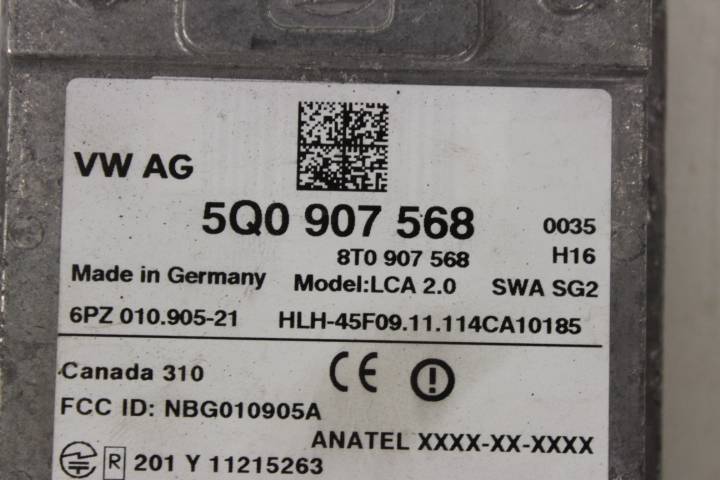 VW AG
5Q0 907 568 0035
8T0 907 568 H16
Made in Germany Model:LCA 2.0 SWA SG2
6PZ 010.905-21 HLH-45F09.11.114CA10185
Canada 310 CE
FCC ID: NBG010905A
ANATEL XXXX-XX-XXXX
R 201 Y 11215263